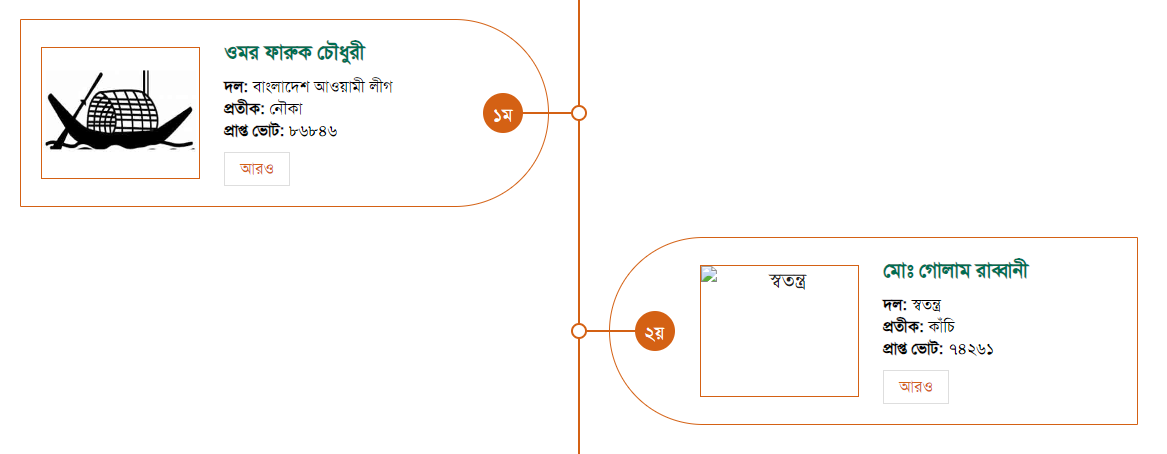 ওমর ফারুক চৌধুরী
দল: বাংলাদেশ আওয়ামী লীগ
প্রতীক: নৌকা
প্রাপ্ত ভোট: ৮৬৮৪৬
আরও
১ম
২য়
স্বতন্ত্র
মোঃ গোলাম রাব্বানী
দল: স্বতন্ত্র
প্রতীক: কাঁচি
প্রাপ্ত ভোট: ৭৪২৬১
আরও